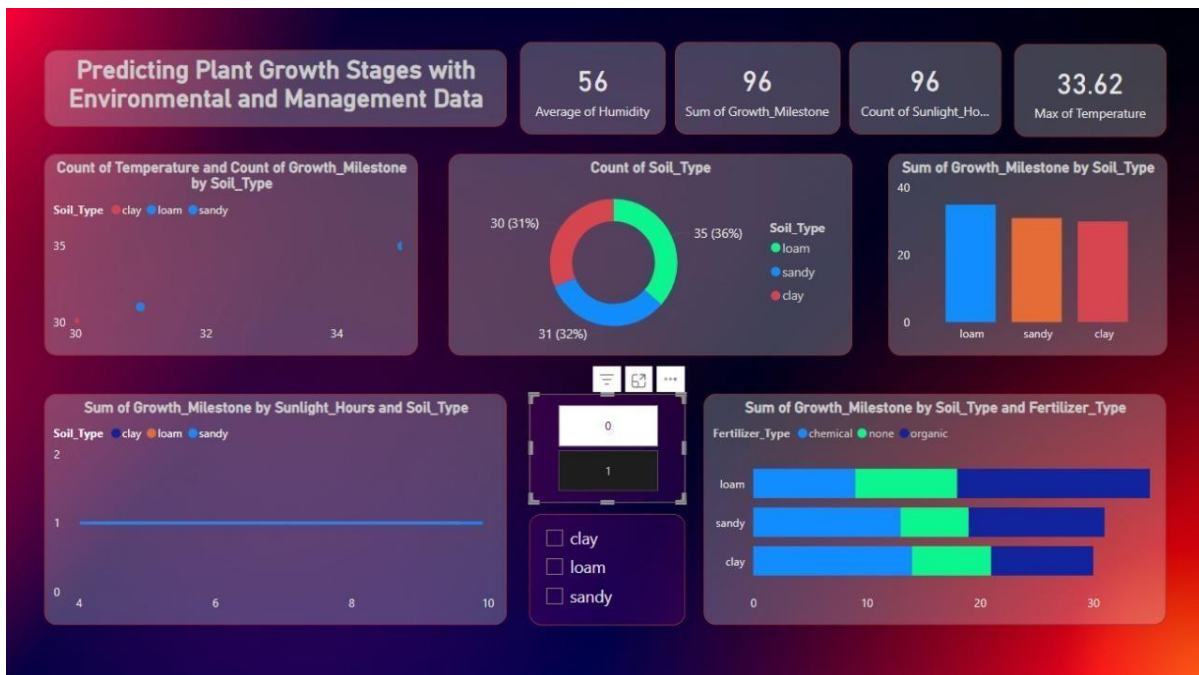 Predicting Plant Growth Stages with
Environmental and Management Data
56
Average of Humidity
96
Sum of Growth_Milestone
96
Count of Sunlight_Ho...
33.62
Max of Temperature
Count of Temperature and Count of Growth_Milestone
by Soil_Type
Soil_Type clay loam sandy
35
30
30 32 34
Count of Soil_Type
30 (31%)
35 (36%)
31 (32%)
Soil_Type
loam
sandy
clay
Sum of Growth_Milestone by Soil_Type
40
20
0
loam sandy clay
Sum of Growth_Milestone by Sunlight_Hours and Soil_Type
Soil_Type clay loam sandy
2
1
0
4 6 8 10
0
1
clay
loam
sandy
Sum of Growth_Milestone by Soil_Type and Fertilizer_Type
Fertilizer_Type chemical none organic
loam
sandy
clay
0 10 20 30